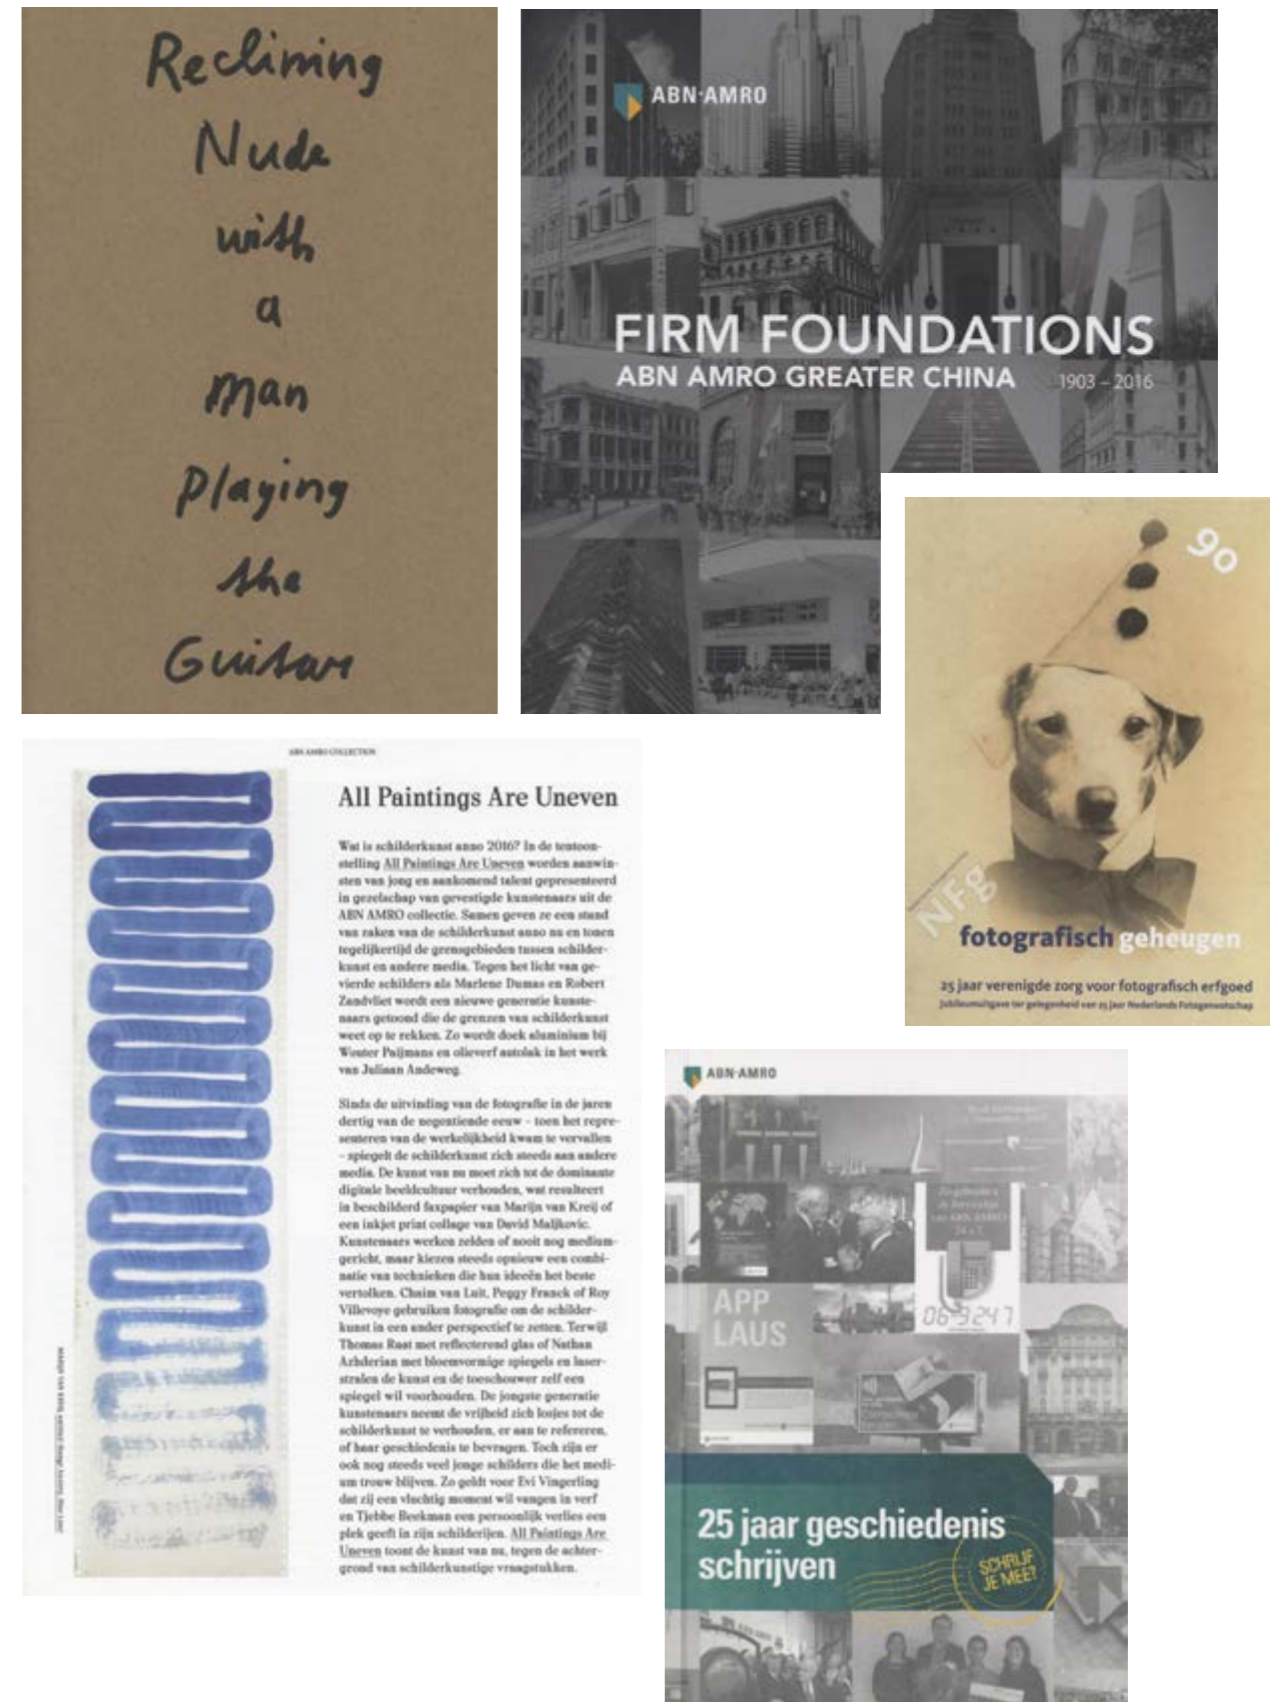 Reclining
Nude
with
a
man
Playing
the
Guitar
ABN·AMRO
FIRM FOUNDATIONS
ABN AMRO GREATER CHINA 1903 – 2016
90
NFg
fotografisch geheugen
25 jaar verenigde zorg voor fotografisch erfgoed
Jubileumuitgave ter gelegenheid van 25 jaar Nederlands Fotogenootschap
ABN AMRO COLLECTION
All Paintings Are Uneven
Wat is schilderkunst anno 2016? In de tentoon-
stelling All Paintings Are Uneven worden aanwin-
sten van jong en aankomend talent gepresenteerd
in gezelschap van gevestigde kunstenaars uit de
ABN AMRO collectie. Samen geven ze een stand
van zaken van de schilderkunst anno nu en tonen
tegelijkertijd de grensgebieden tussen schilder-
kunst en andere media. Tegen het licht van ge-
vierde schilders als Marlene Dumas en Robert
Zandvliet wordt een nieuwe generatie kunste-
naars getoond die de grenzen van schilderkunst
weet op te rekken. Zo wordt doek aluminium bij
Wouter Paijmans en olieverf autolak in het werk
van Juliaan Andeweg.
Sinds de uitvinding van de fotografie in de jaren
dertig van de negentiende eeuw – toen het repre-
senteren van de werkelijkheid kwam te vervallen
– spiegelt de schilderkunst zich steeds aan andere
media. De kunst van nu moet zich tot de dominante
digitale beeldcultuur verhouden, wat resulteert
in beschilderd faxpapier van Marijn van Kreij of
een inkjet print collage van David Maljkovic.
Kunstenaars werken zelden of nooit nog medium-
gericht, maar kiezen steeds opnieuw een combi-
natie van technieken die hun ideeën het beste
vertolken. Chaim van Luit, Peggy Franck of Roy
Villevoye gebruiken fotografie om de schilder-
kunst in een ander perspectief te zetten. Terwijl
Thomas Raat met reflecterend glas of Nathan
Azhderian met bloemvormige spiegels en laser-
stralen de kunst en de toeschouwer zelf een
spiegel wil voorhouden. De jongste generatie
kunstenaars neemt de vrijheid zich losjes tot de
schilderkunst te verhouden, er aan te refereren,
of haar geschiedenis te bevragen. Toch zijn er
ook nog steeds veel jonge schilders die het medi-
um trouw blijven. Zo geldt voor Evi Vingerling
dat zij een vluchtig moment wil vangen in verf
en Tjebbe Beekman een persoonlijk verlies een
plek geeft in zijn schilderijen. All Paintings Are
Uneven toont de kunst van nu, tegen de achter-
grond van schilderkunstige vraagstukken.
ABN·AMRO
van ABN AMRO
24 x 7
06-9247
APP
LAUS
25 jaar geschiedenis
schrijven
SCHRIJF
JE MEE?